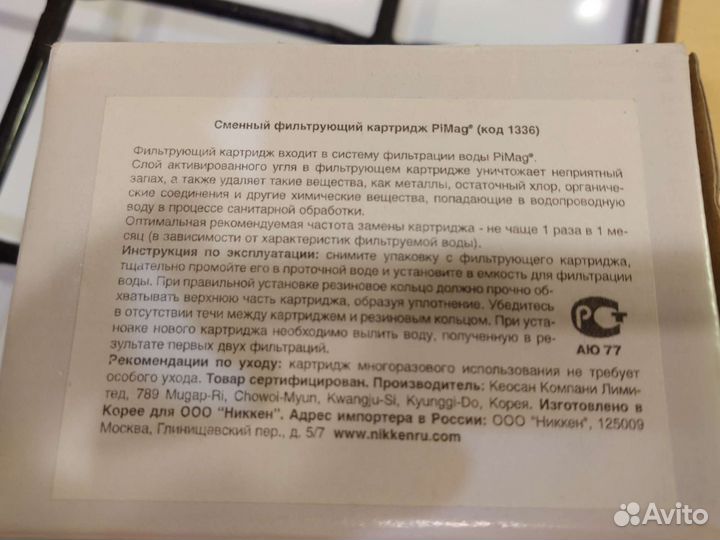 Сменный фильтрующий картридж PiMag® (код 1336)
Фильтрующий картридж входит в систему фильтрации воды PiMag®.
Слой активированного угля в фильтрующем картридже уничтожает неприятный
запах, а также удаляет такие вещества, как металлы, остаточный хлор, органиче-
ские соединения и другие химические вещества, попадающие в водопроводную
воду в процессе санитарной обработки.
Оптимальная рекомендуемая частота замены картриджа - не чаще 1 раза в 1 ме-
сяц (в зависимости от характеристик фильтруемой воды).
Инструкция по эксплуатации: снимите упаковку с фильтрующего картриджа,
тщательно промойте его в проточной воде и установите в емкость для фильтрации
воды. При правильной установке резиновое кольцо должно прочно об-
хватывать верхнюю часть картриджа, образуя уплотнение. Убедитесь
в отсутствии течи между картриджем и резиновым кольцом. При уста-
новке нового картриджа необходимо вылить воду, полученную в ре-
зультате первых двух фильтраций.
РСТ
АЮ 77
Рекомендации по уходу: картридж многоразового использования не требует
особого ухода. Товар сертифицирован. Производитель: Кеосан Компани Лими-
тед, 789 Mugap-Ri, Chowol-Myun, Kwangju-Si, Kyunggi-Do, Корея. Изготовлено в
Корее для ООО "Никкен". Адрес импортера в России: ООО "Никкен", 125009
Москва, Глинищевский пер., д. 5/7 www.nikkenru.com
Avito